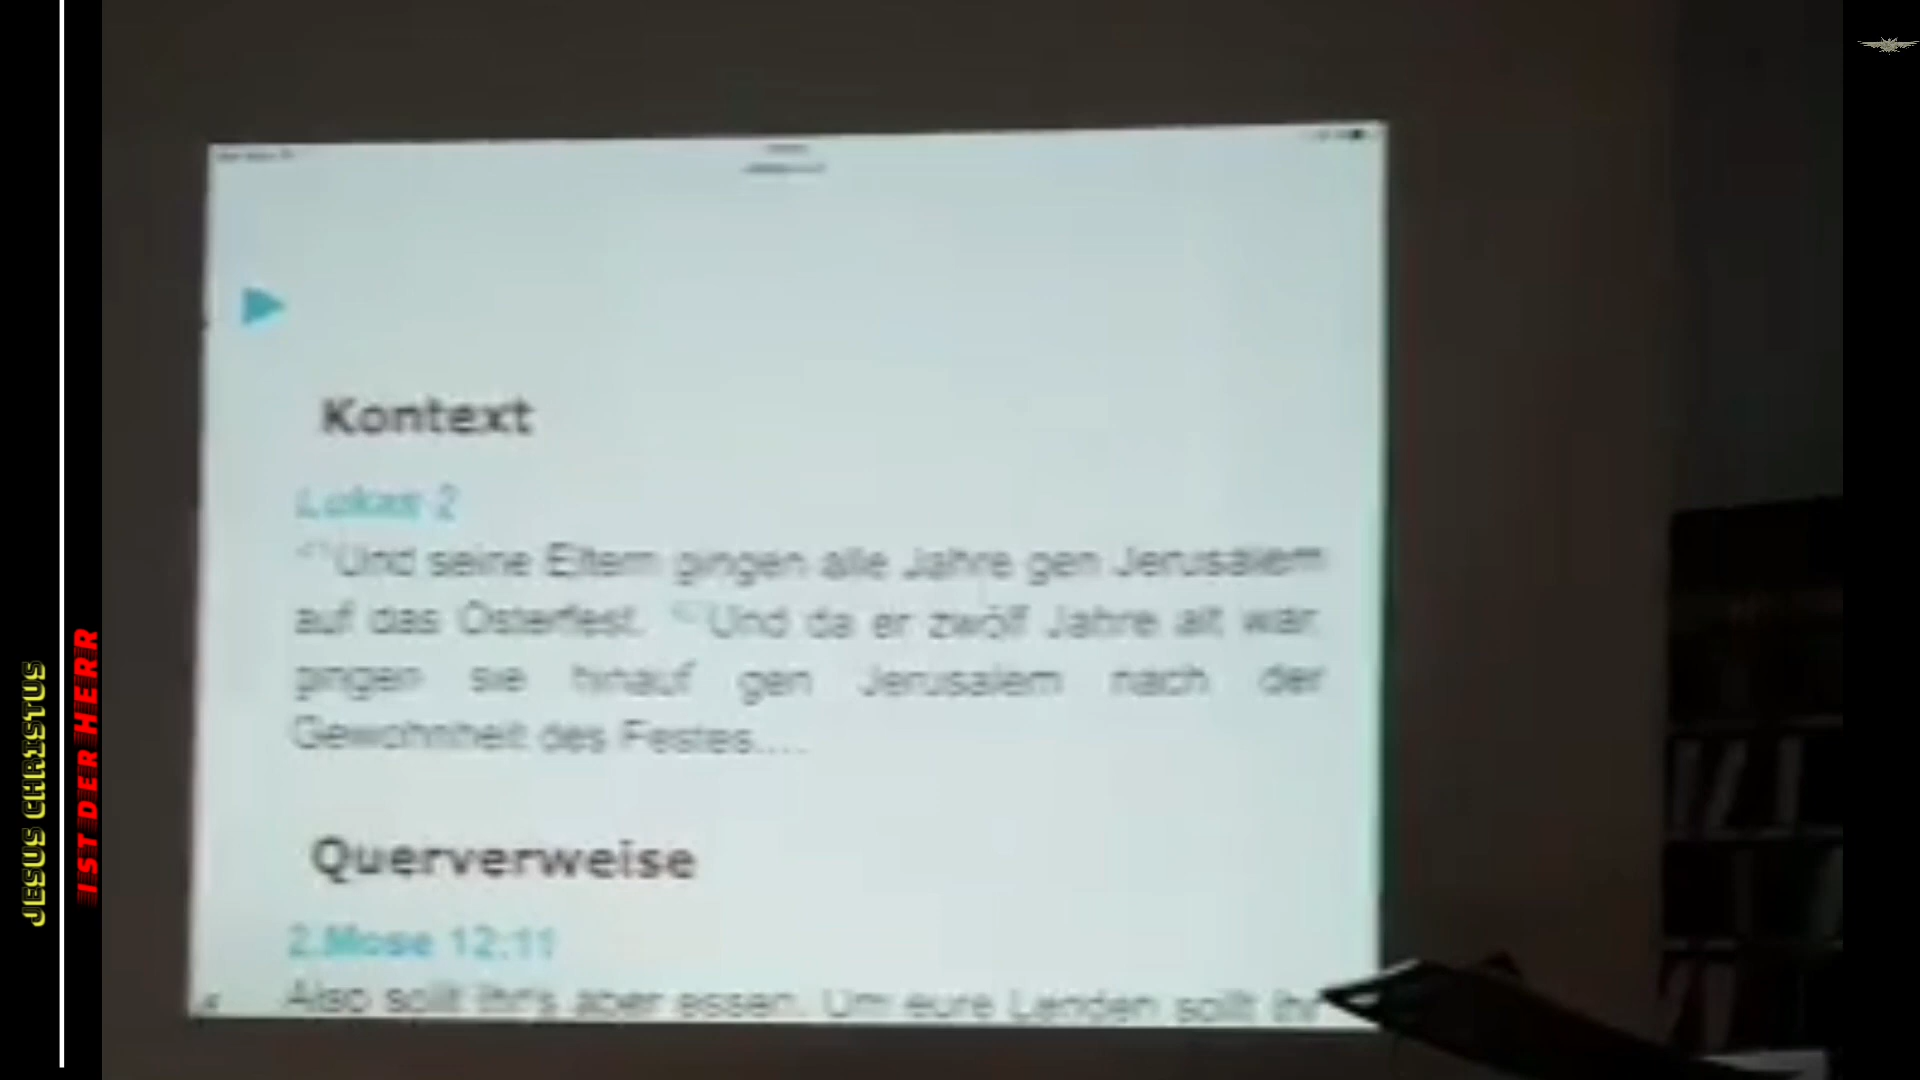 Kontext
Lukas 2
Und seine Eltern gingen alle Jahre gen Jerusalem
auf das Osterfest. Und da er zwölf Jahre alt war,
gingen sie hinauf gen Jerusalem nach der
Gewohnheit des Festes....
Querverweise
2.Mose 12:11
Also sollt ihr's aber essen: Um eure Lenden sollt ihr
JESUS CHRISTUS
IST DER HERR